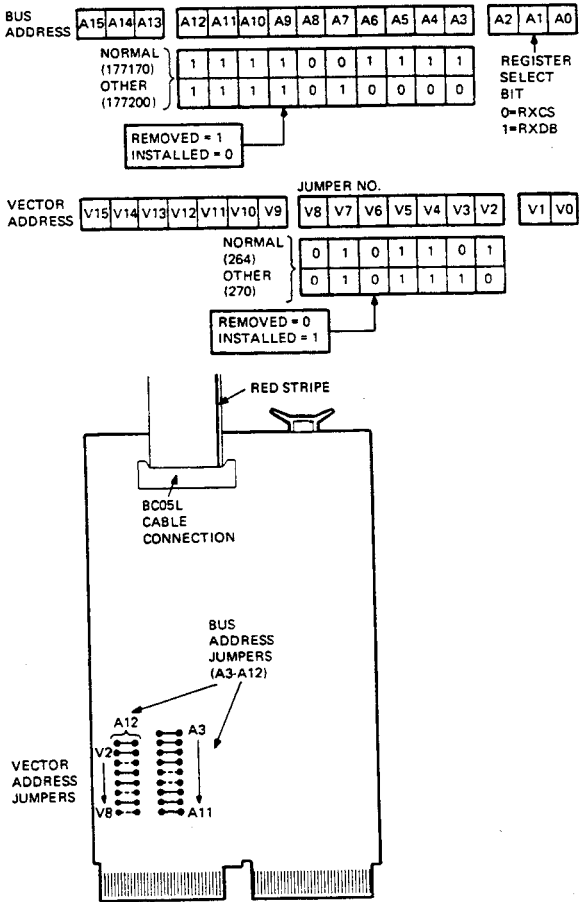 BUS ADDRESS A15 A14 A13 A12 A11 A10 A9 A8 A7 A6 A5 A4 A3 A2 A1 A0
NORMAL (177170) 1 1 1 1 0 0 1 1 1 1
OTHER (177200) 1 1 1 1 0 1 0 0 0 0
REGISTER
SELECT
BIT
0=RXCS
1=RXDB
REMOVED = 1
INSTALLED = 0
JUMPER NO.
VECTOR ADDRESS V15 V14 V13 V12 V11 V10 V9 V8 V7 V6 V5 V4 V3 V2 V1 V0
NORMAL (264) 0 1 0 1 1 0 1
OTHER (270) 0 1 0 1 1 1 0
REMOVED = 0
INSTALLED = 1
RED STRIPE
BC05L
CABLE
CONNECTION
BUS
ADDRESS
JUMPERS
(A3-A12)
A12
A3
V2
VECTOR
ADDRESS
JUMPERS
V8
A11